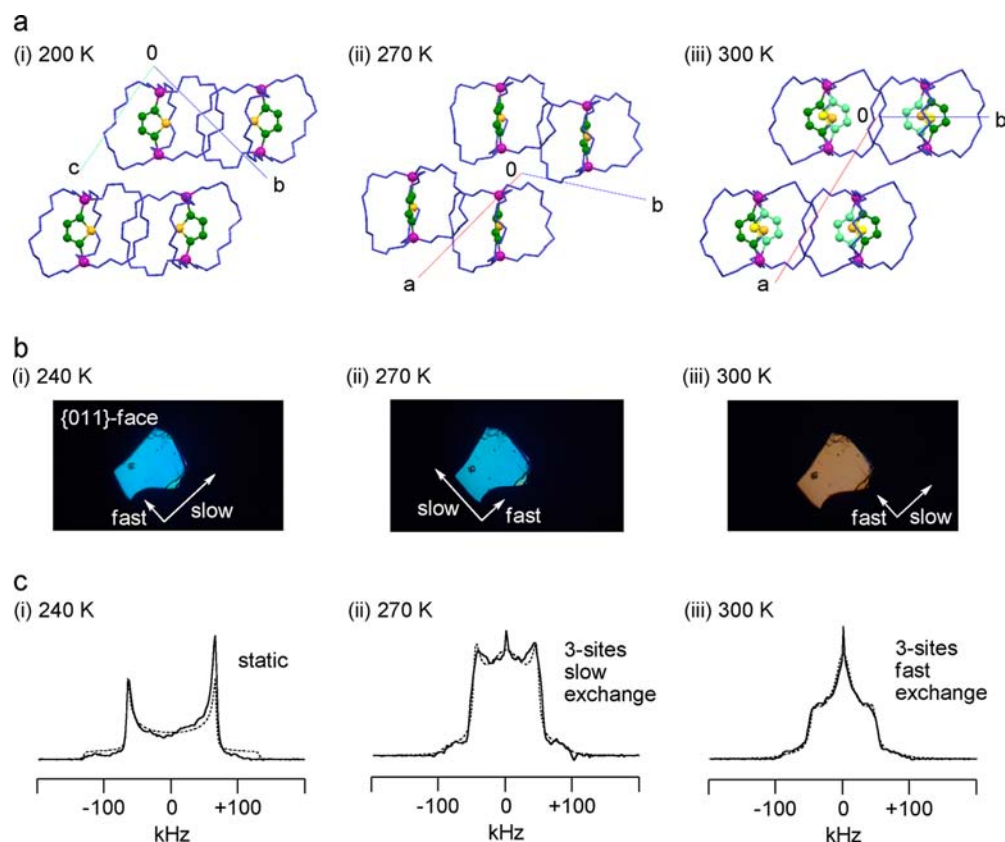 a
(i) 200 K (ii) 270 K (iii) 300 K
0
c
b
0
b
a
0
b
a
b
(i) 240 K (ii) 270 K (iii) 300 K
{011}-face
fast slow
slow fast
fast slow
c
(i) 240 K (ii) 270 K (iii) 300 K
static
3-sites
slow
exchange
3-sites
fast
exchange
-100 0 +100
kHz
-100 0 +100
kHz
-100 0 +100
kHz